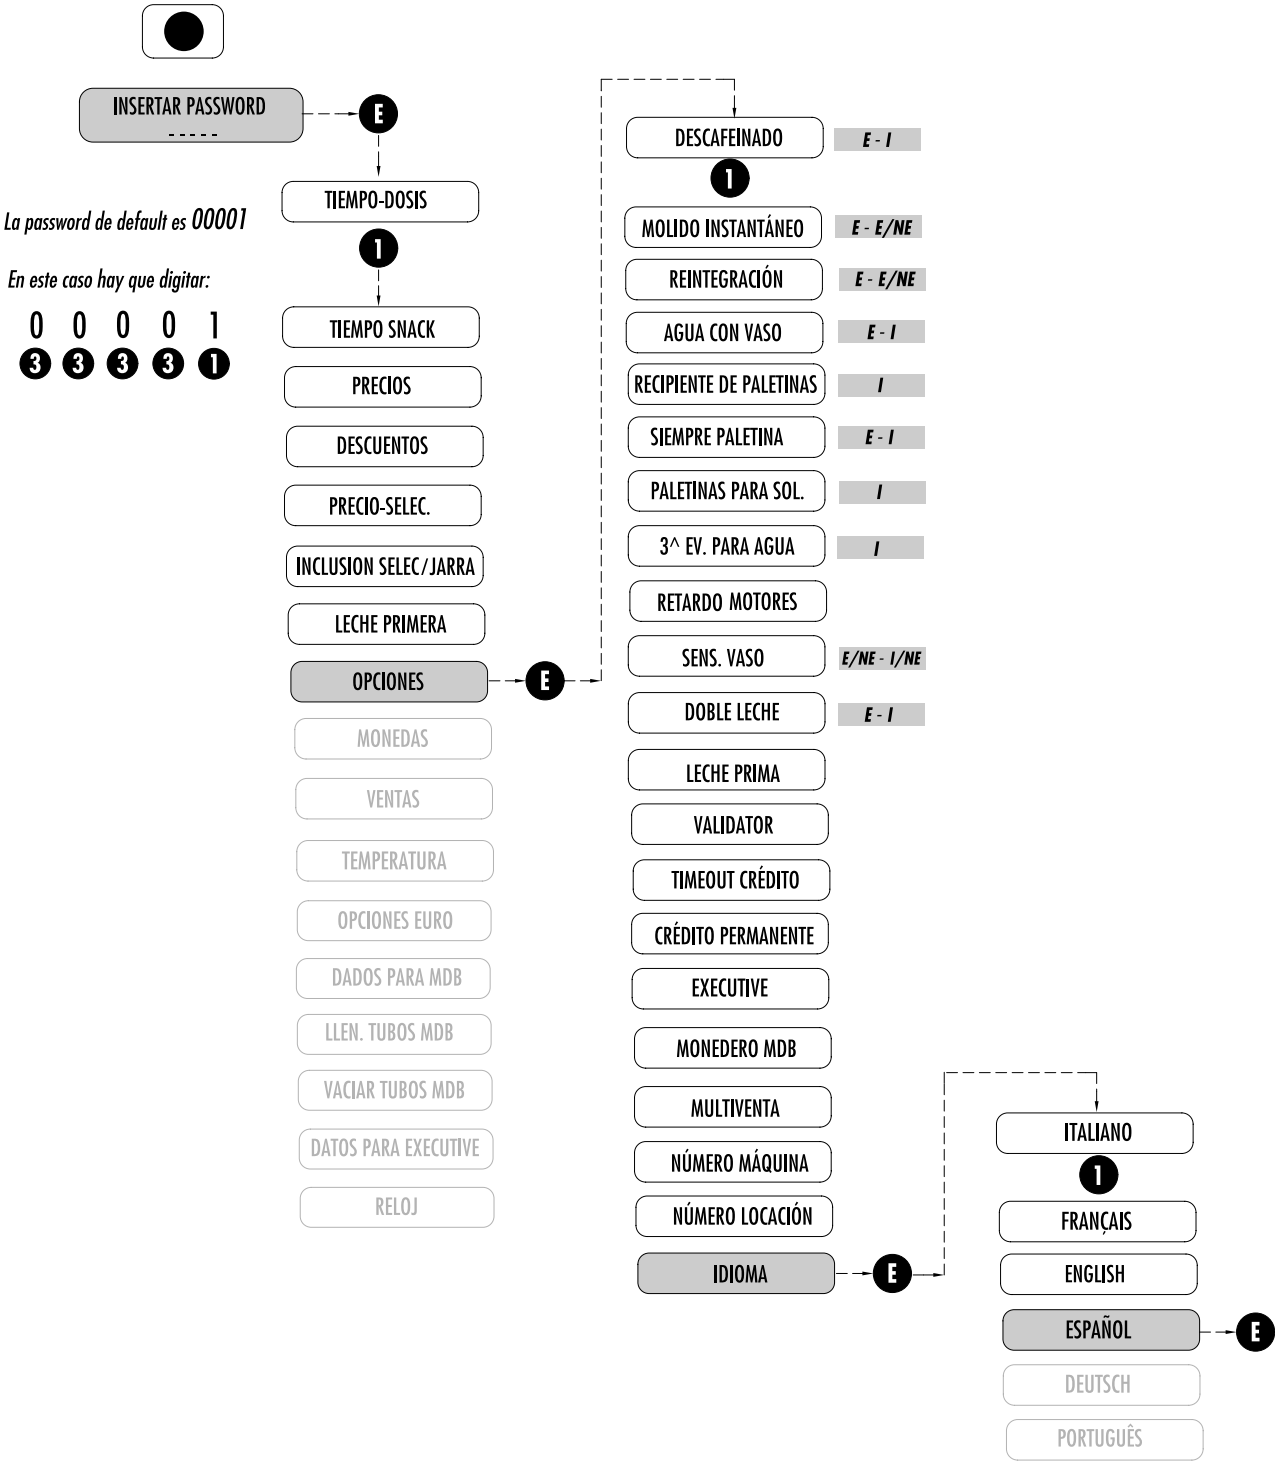 INSERTAR PASSWORD
- - - - -
E
La password de default es 00001
En este caso hay que digitar:
0 0 0 0 1
3 3 3 3 1
TIEMPO-DOSIS
1
TIEMPO SNACK
PRECIOS
DESCUENTOS
PRECIO-SELEC.
INCLUSION SELEC/JARRA
LECHE PRIMERA
OPCIONES
E
MONEDAS
VENTAS
TEMPERATURA
OPCIONES EURO
DADOS PARA MDB
LLEN. TUBOS MDB
VACIAR TUBOS MDB
DATOS PARA EXECUTIVE
RELOJ
DESCAFEINADO E - I
1
MOLIDO INSTANTÁNEO E - E/NE
REINTEGRACIÓN E - E/NE
AGUA CON VASO E - I
RECIPIENTE DE PALETINAS I
SIEMPRE PALETINA E - I
PALETINAS PARA SOL. I
3^ EV. PARA AGUA I
RETARDO MOTORES
SENS. VASO E/NE - I/NE
DOBLE LECHE E - I
LECHE PRIMA
VALIDATOR
TIMEOUT CRÉDITO
CRÉDITO PERMANENTE
EXECUTIVE
MONEDERO MDB
MULTIVENTA
NÚMERO MÁQUINA
NÚMERO LOCACIÓN
IDIOMA
E
ITALIANO
1
FRANÇAIS
ENGLISH
ESPAÑOL
E
DEUTSCH
PORTUGUÊS